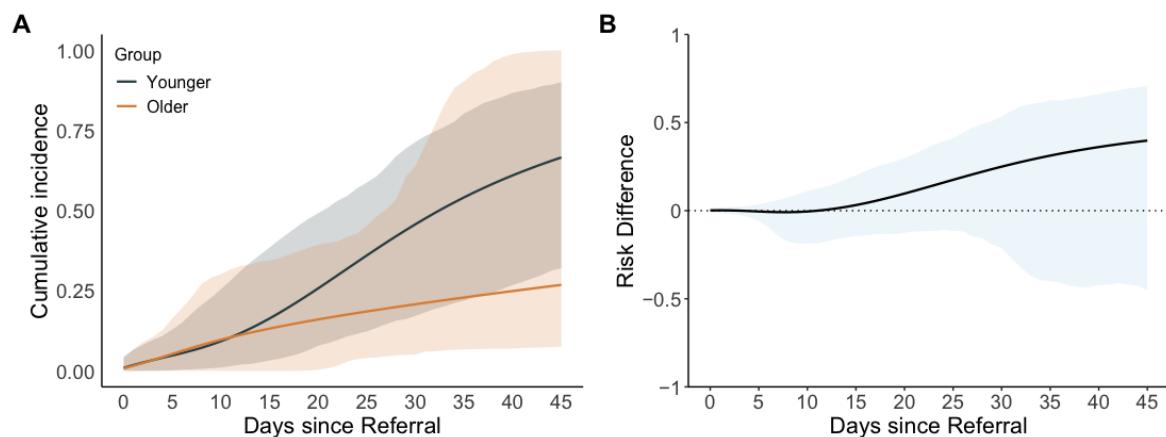 A
Cumulative incidence
1.00
0.75
0.50
0.25
0.00
Group
Younger
Older
0 5 10 15 20 25 30 35 40 45
Days since Referral
B
Risk Difference
1
0.5
0
−0.5
−1
0 5 10 15 20 25 30 35 40 45
Days since Referral